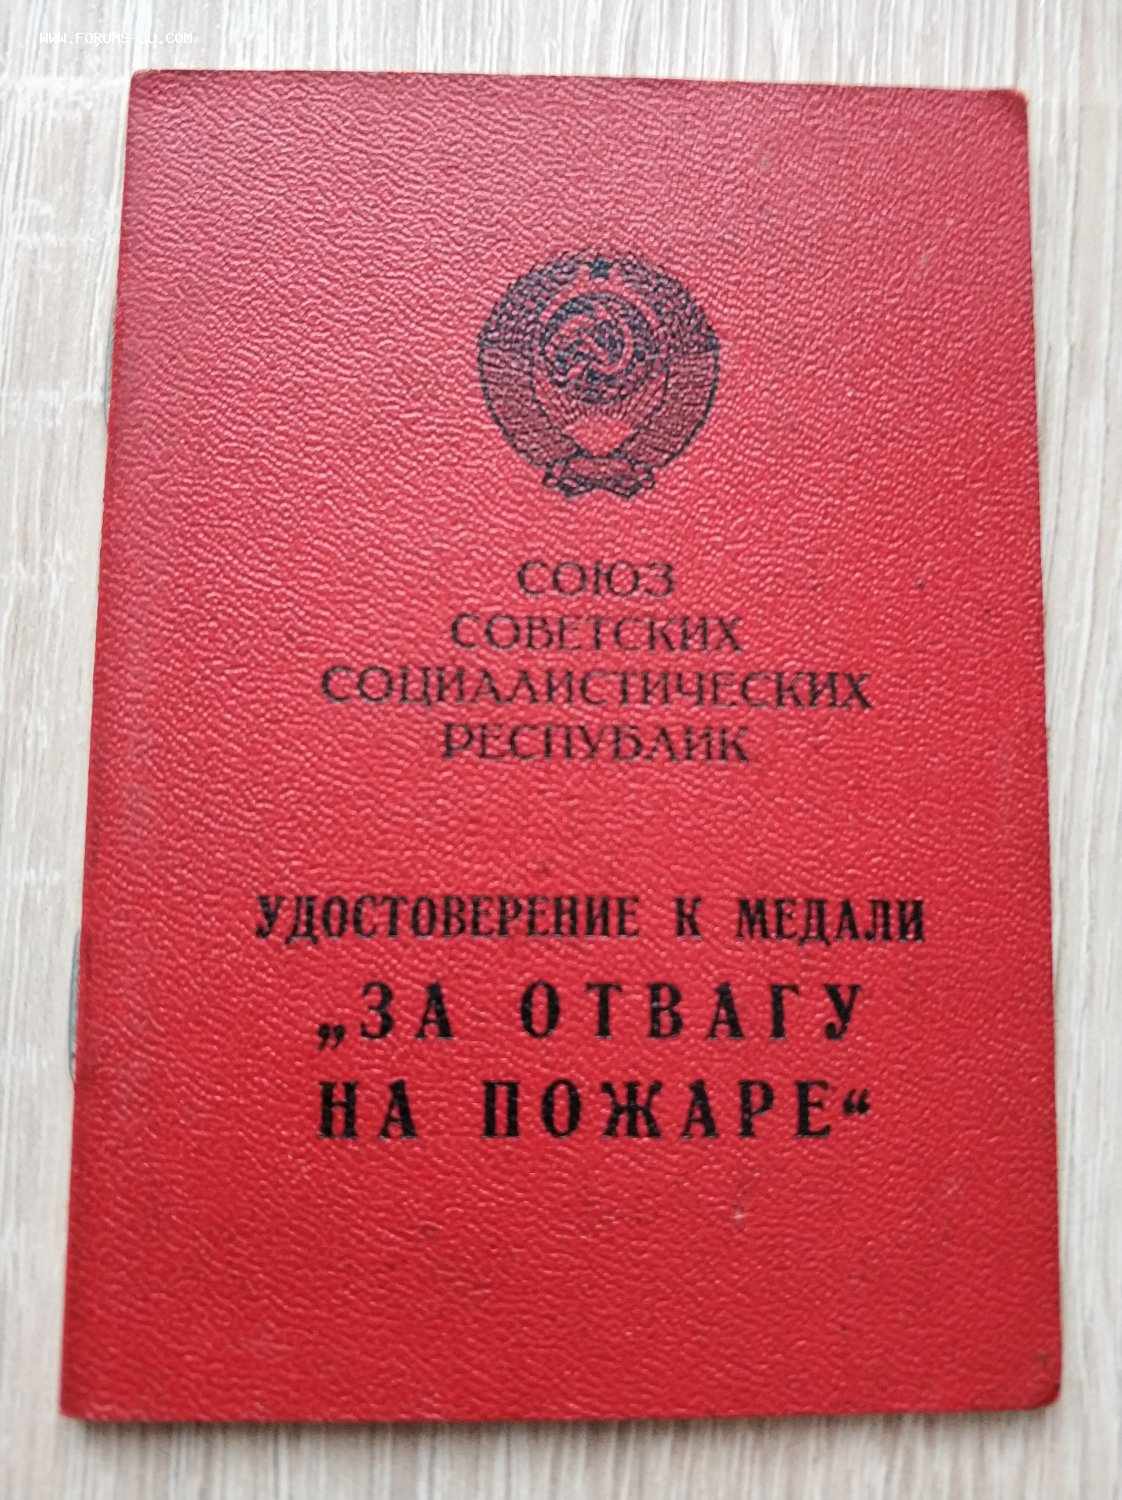 WWW.FORUMS-SU.COM
СОЮЗ
СОВЕТСКИХ
СОЦИАЛИСТИЧЕСКИХ
РЕСПУБЛИК
УДОСТОВЕРЕНИЕ К МЕДАЛИ
„ЗА ОТВАГУ
НА ПОЖАРЕ“